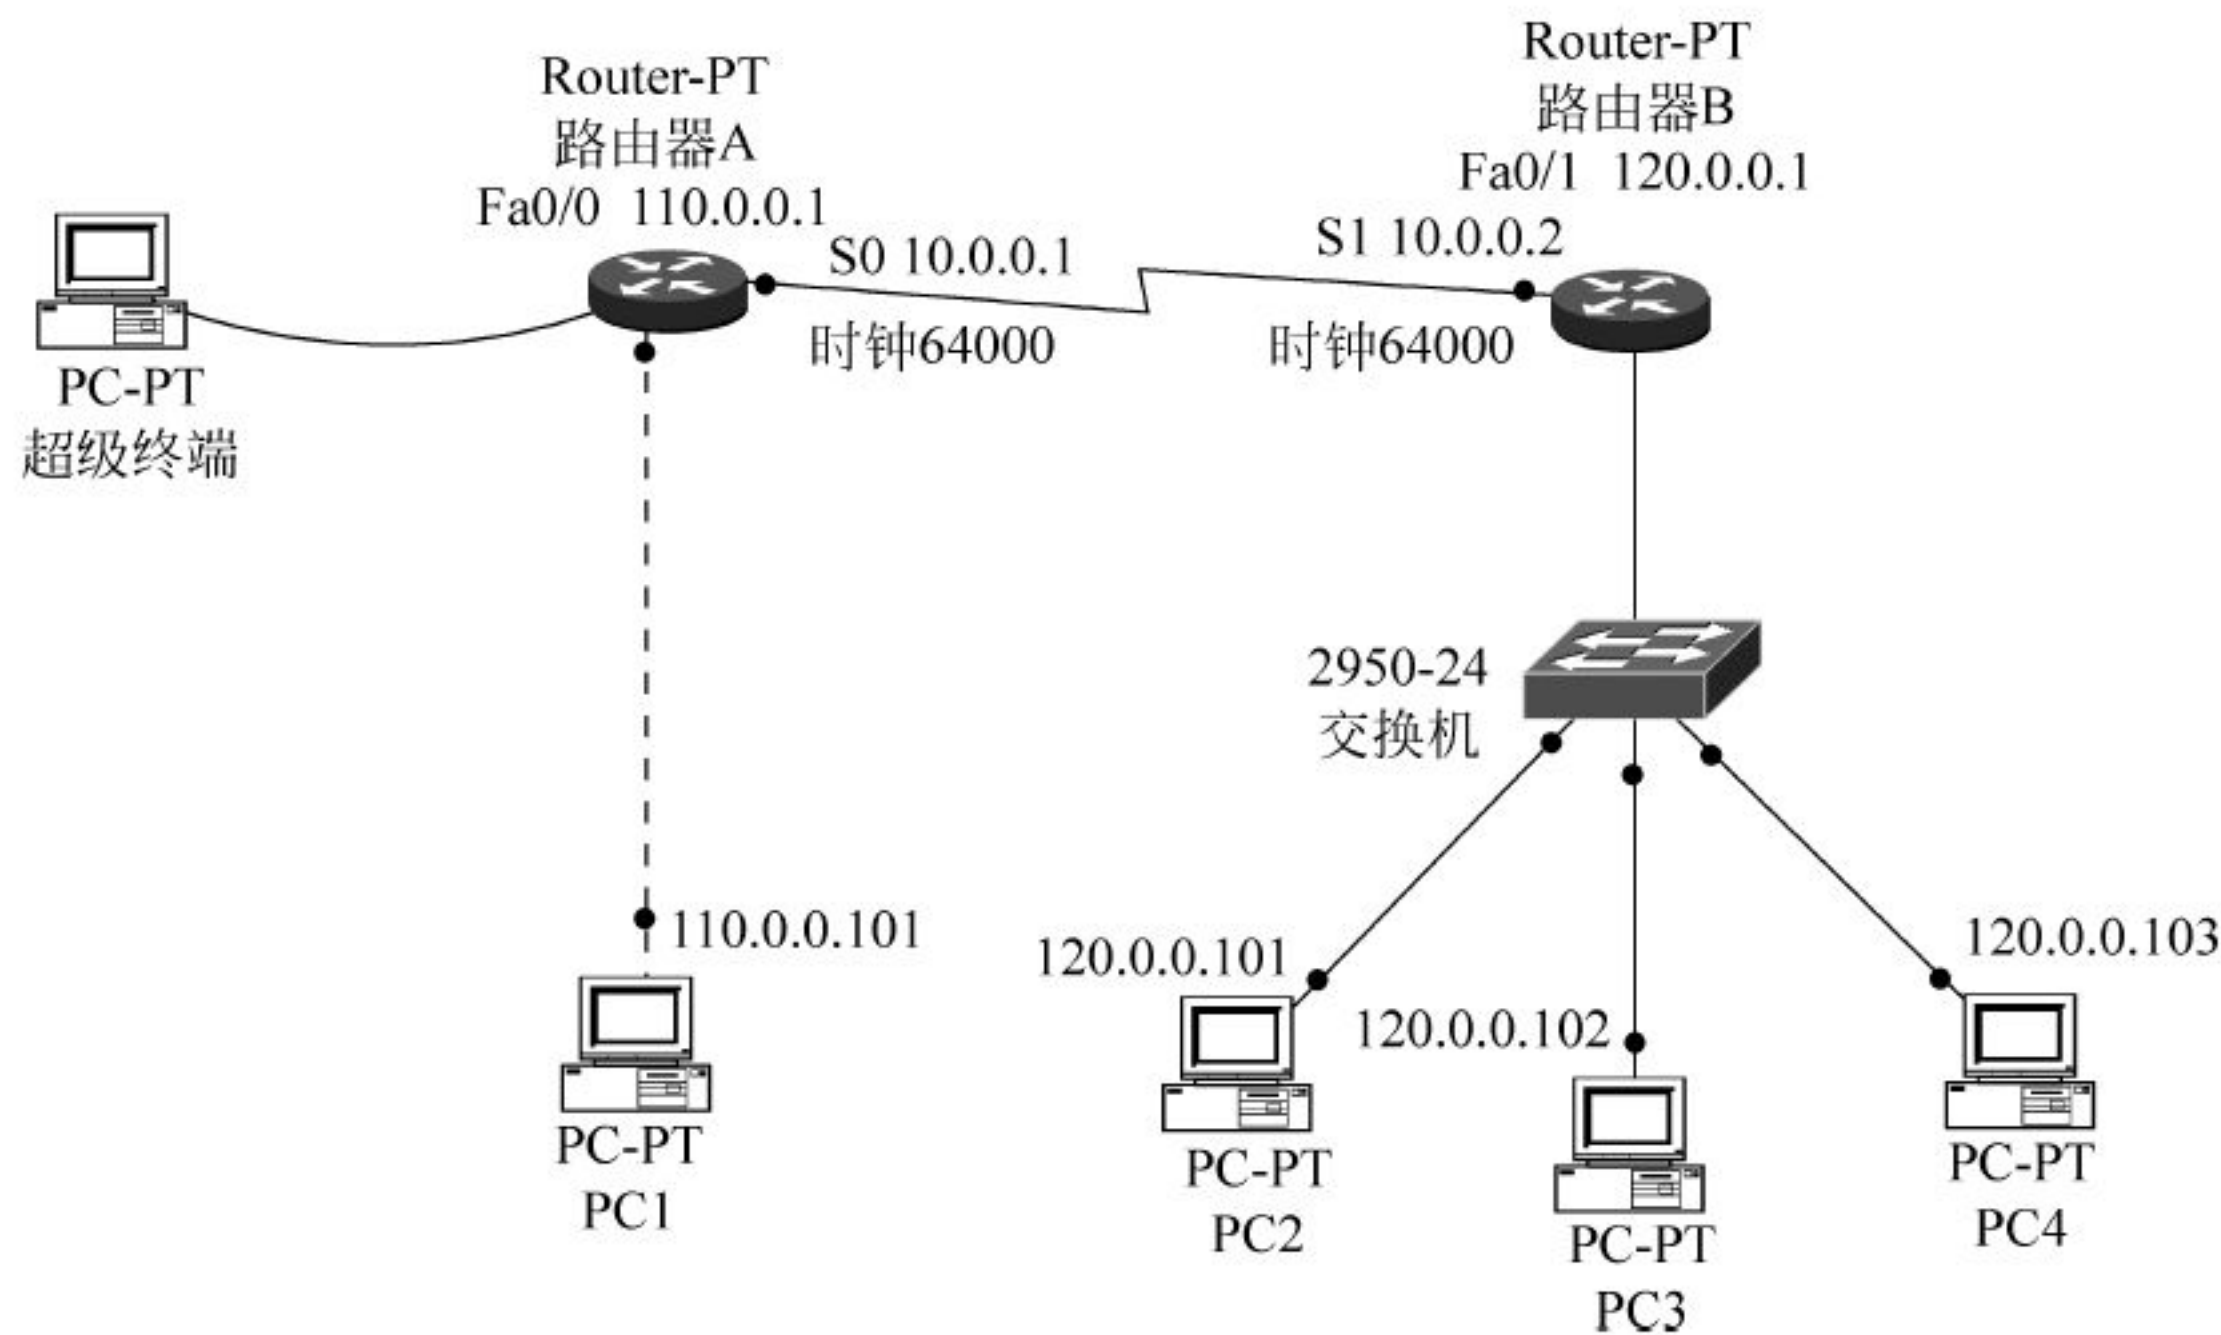 Router-PT
路由器A
Fa0/0 110.0.0.1
Router-PT
路由器B
Fa0/1 120.0.0.1
S0 10.0.0.1
S1 10.0.0.2
时钟64000
时钟64000
PC-PT
超级终端
2950-24
交换机
110.0.0.101
PC-PT
PC1
120.0.0.101
PC-PT
PC2
120.0.0.102
PC-PT
PC3
120.0.0.103
PC-PT
PC4